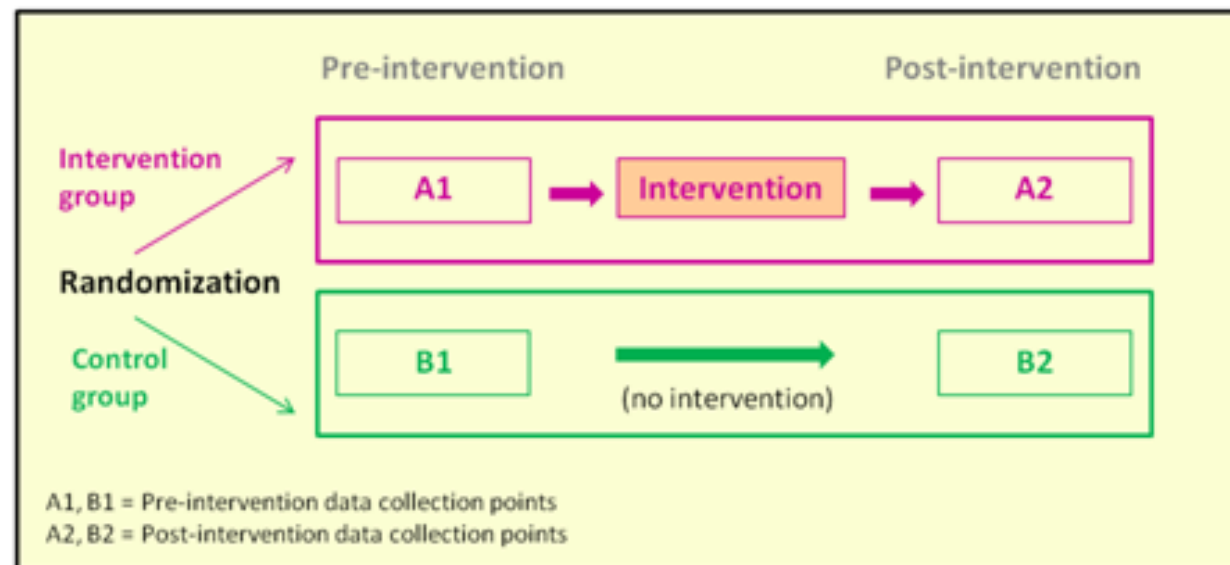 Pre-intervention
Post-intervention
Intervention
group
A1
Intervention
A2
Randomization
Control
group
B1
(no intervention)
B2
A1, B1 = Pre-intervention data collection points
A2, B2 = Post-intervention data collection points